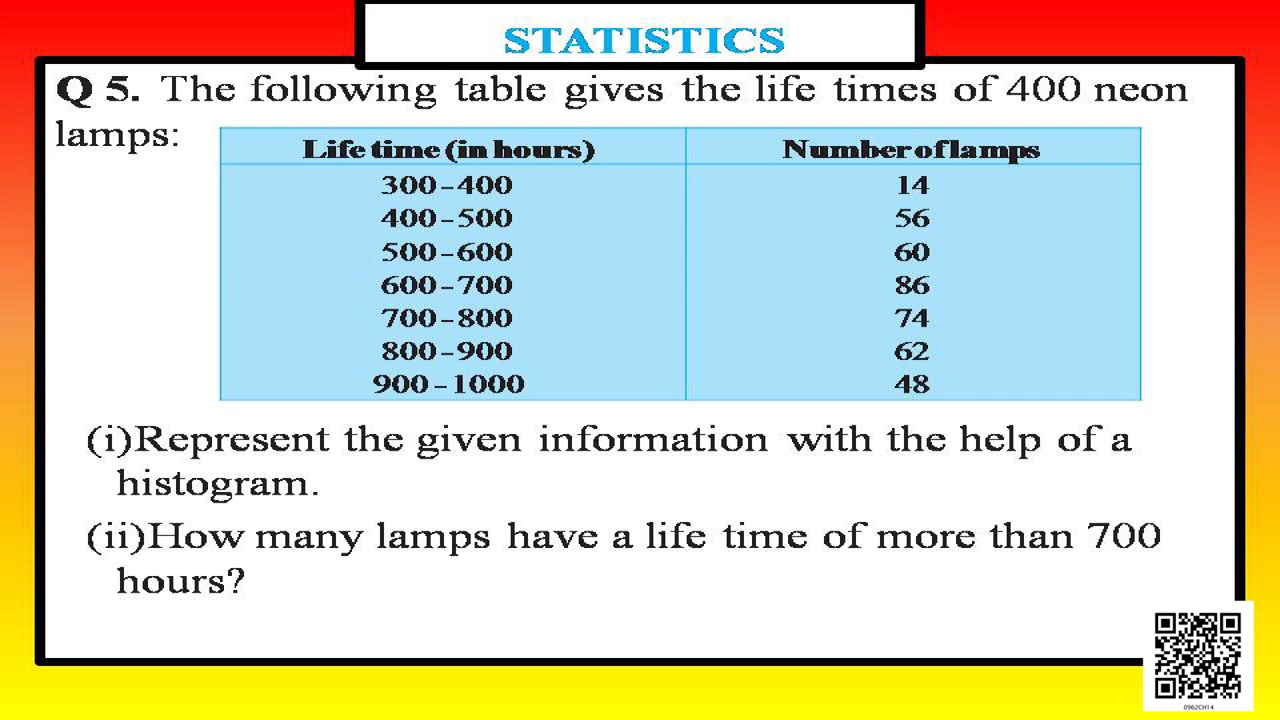 STATISTICS
Q 5. The following table gives the life times of 400 neon
lamps:
Life time (in hours) Number of lamps
300 – 400 14
400 – 500 56
500 – 600 60
600 – 700 86
700 – 800 74
800 – 900 62
900 – 1000 48
(i)Represent the given information with the help of a
histogram.
(ii)How many lamps have a life time of more than 700
hours?
0962CH14